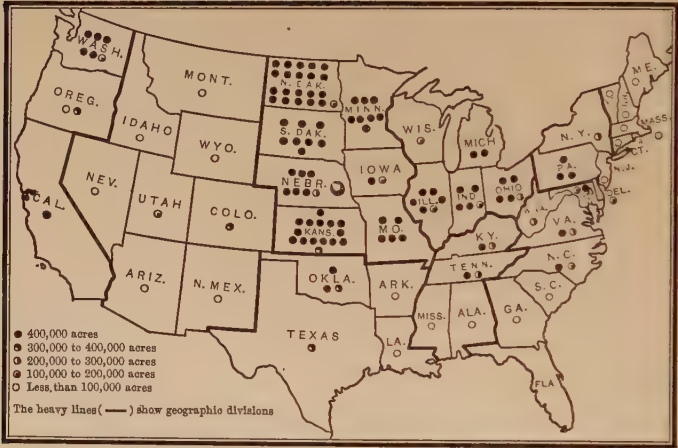 WASH.
MONT.
N. DAK.
MINN.
ME.
OREG.
IDAHO
WYO.
S. DAK.
WIS.
MICH
N. Y.
MASS.
CT.
NEV.
UTAH
COLO.
NEBR.
IOWA
ILL.
IND.
OHIO
PA.
N.J.
DEL.
CAL.
KANS.
MO.
KY.
VA.
ARIZ.
N. MEX.
OKLA.
ARK.
TENN.
N. C.
S. C.
TEXAS
LA.
MISS.
ALA.
GA.
FLA
400,000 acres
300,000 to 400,000 acres
200,000 to 300,000 acres
100,000 to 200,000 acres
Less than 100,000 acres
The heavy lines (—) show geographic divisions